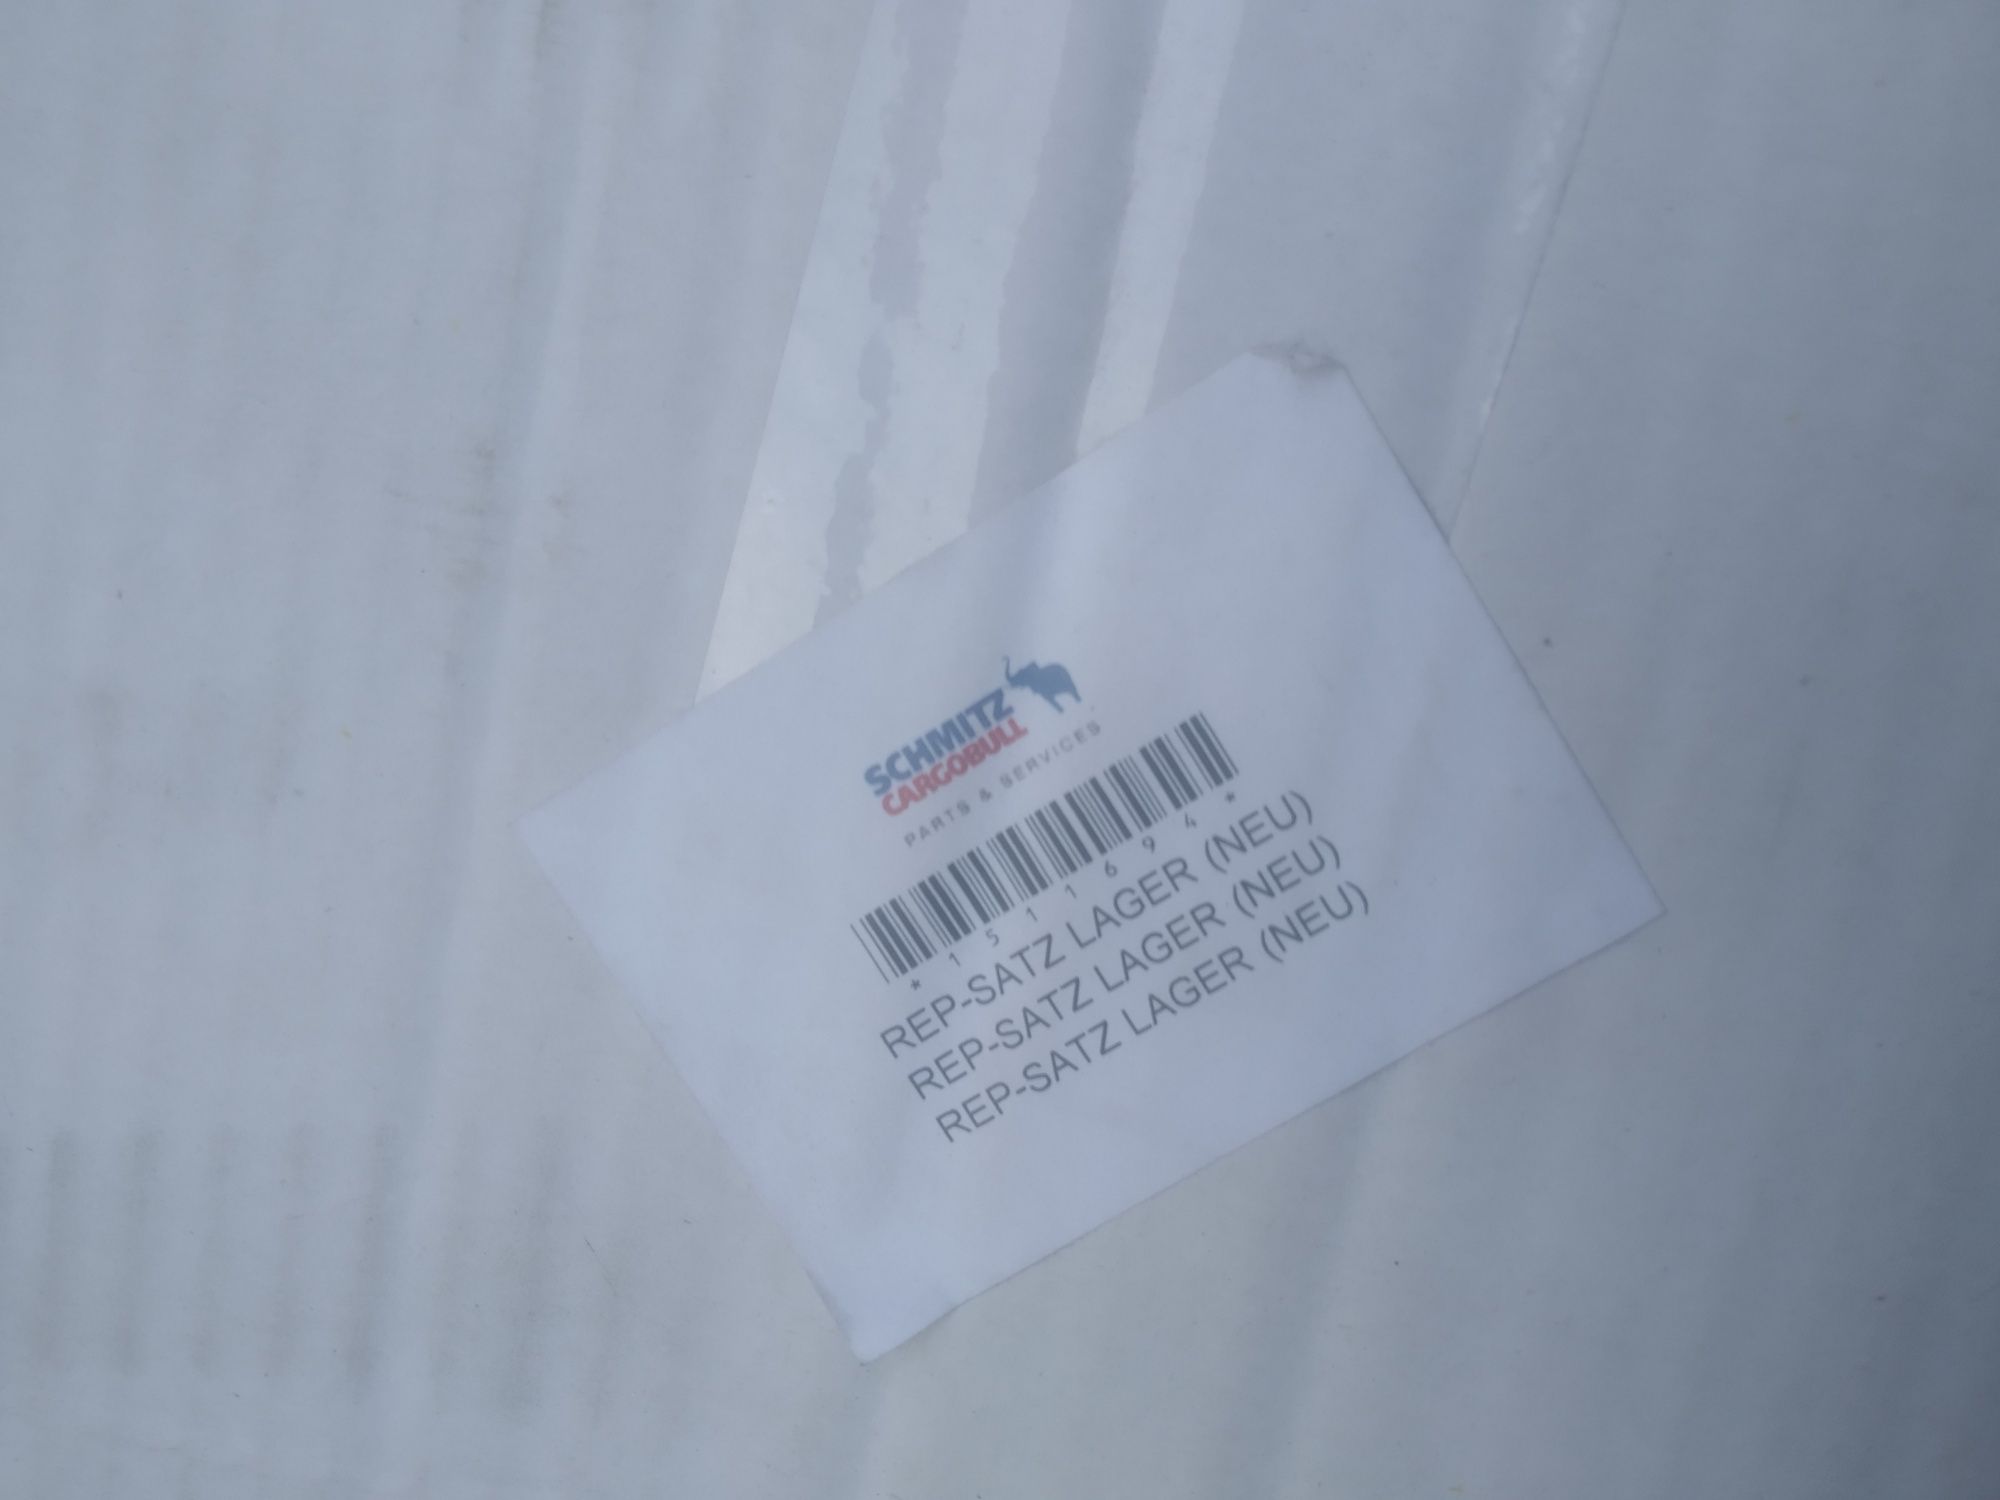 SCHMITZ
CARGOBULL
PARTS & SERVICES
*1511694*
REP-SATZ LAGER (NEU)
REP-SATZ LAGER (NEU)
REP-SATZ LAGER (NEU)